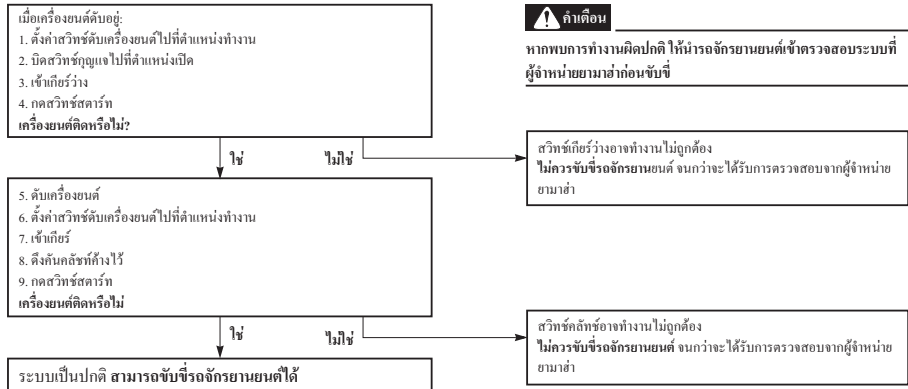 เมื่อเครื่องยนต์ดับอยู่:
1. ตั้งค่าสวิทช์ดับเครื่องยนต์ไปที่ตำแหน่งทำงาน
2. บิดสวิทช์กุญแจไปที่ตำแหน่งเปิด
3. เข้าเกียร์ว่าง
4. กดสวิทช์สตาร์ท
เครื่องยนต์ติดหรือไม่?
คำเตือน
หากพบการทำงานผิดปกติ ให้นำรถจักรยานยนต์เข้าตรวจสอบระบบที่
ผู้จำหน่ายยามาฮ่าก่อนขับขี่
ใช่
ไม่ใช่
สวิทช์เกียร์ว่างอาจทำงานไม่ถูกต้อง
ไม่ควรขับขี่รถจักรยานยนต์ จนกว่าจะได้รับการตรวจสอบจากผู้จำหน่าย
ยามาฮ่า
5. ดับเครื่องยนต์
6. ตั้งค่าสวิทช์ดับเครื่องยนต์ไปที่ตำแหน่งทำงาน
7. เข้าเกียร์
8. ดึงคันคลัชท์ค้างไว้
9. กดสวิทช์สตาร์ท
เครื่องยนต์ติดหรือไม่
ใช่
ไม่ใช่
สวิทช์คลัทช์อาจทำงานไม่ถูกต้อง
ไม่ควรขับขี่รถจักรยานยนต์ จนกว่าจะได้รับการตรวจสอบจากผู้จำหน่าย
ยามาฮ่า
ระบบเป็นปกติ สามารถขับขี่รถจักรยานยนต์ได้